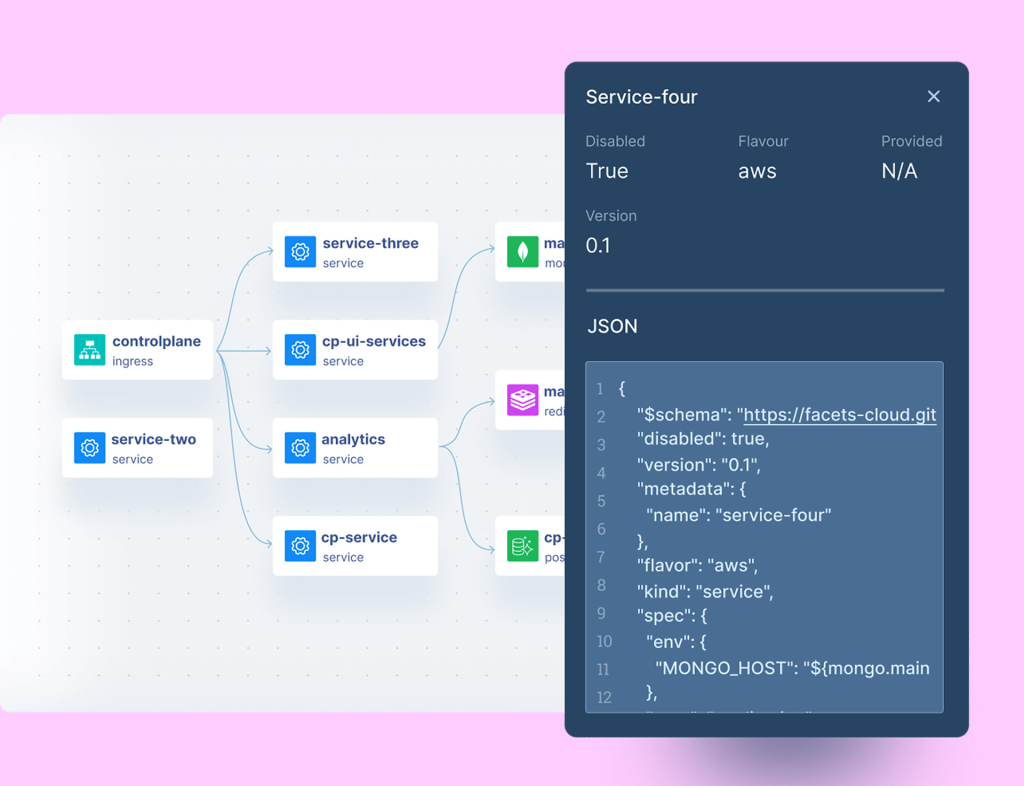 Service-four
Disabled
Flavour
Provided
True
aws
N/A
Version
0.1
JSON
1 {
2 "$schema": "https://facets-cloud.git
3 "disabled": true,
4 "version": "0.1",
5 "metadata": {
6 "name": "service-four"
7 },
8 "flavor": "aws",
9 "kind": "service",
10 "spec": {
11 "env": {
12 "MONGO_HOST": "${mongo.main
},
controlplane
ingress
service-two
service
service-three
service
cp-ui-services
service
analytics
service
cp-service
service
ma
mo
ma
redi
cp-
pos